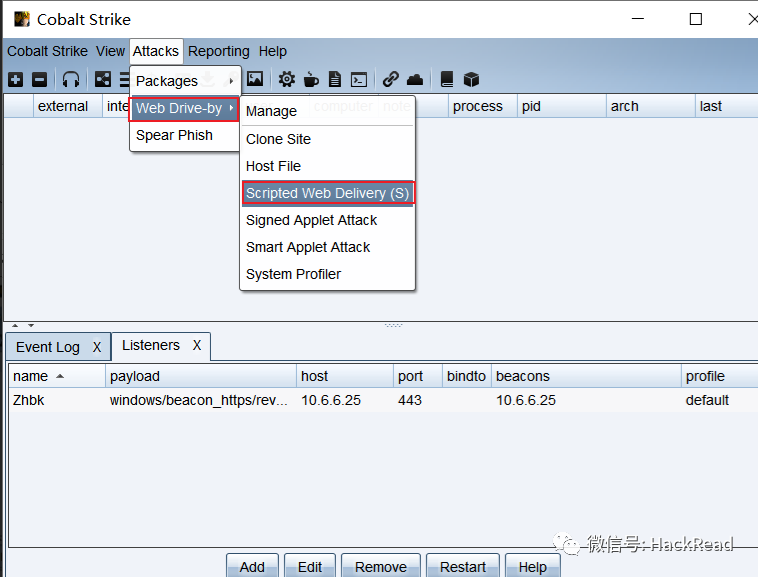 Cobalt Strike
Cobalt Strike View Attacks Reporting Help
Packages
Web Drive-by
Spear Phish
Manage
Clone Site
Host File
Scripted Web Delivery (S)
Signed Applet Attack
Smart Applet Attack
System Profiler
external computer note process pid arch last
Event Log X Listeners X
name payload host port bindto beacons profile
Zhbk windows/beacon_https/rev... 10.6.6.25 443 10.6.6.25 default
微信号: HackRead
Add Edit Remove Restart Help